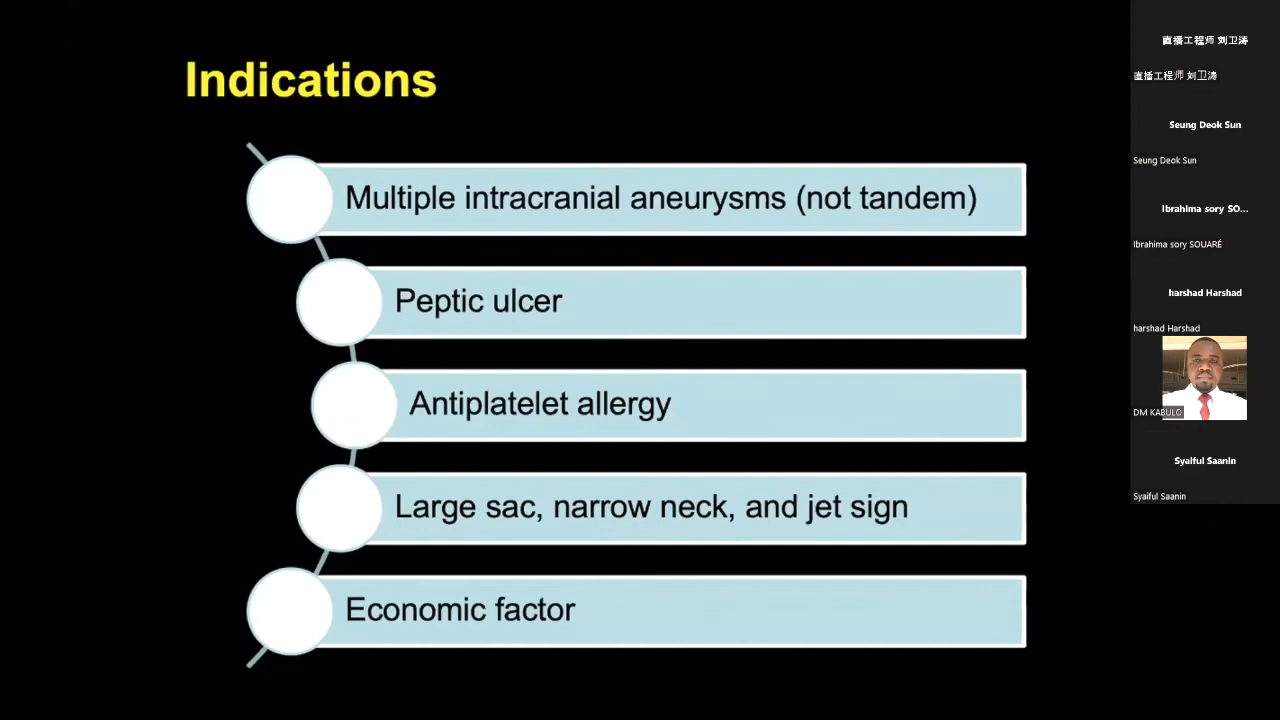 Indications
Multiple intracranial aneurysms (not tandem)
Peptic ulcer
Antiplatelet allergy
Large sac, narrow neck, and jet sign
Economic factor
直播工程师 刘卫涛
直播工程师 刘卫涛
Seung Deok Sun
Seung Deok Sun
Ibrahima sory SO...
Ibrahima sory SOUARÉ
harshad Harshad
harshad Harshad
DM KABULO
Syaiful Saanin
Syaiful Saanin